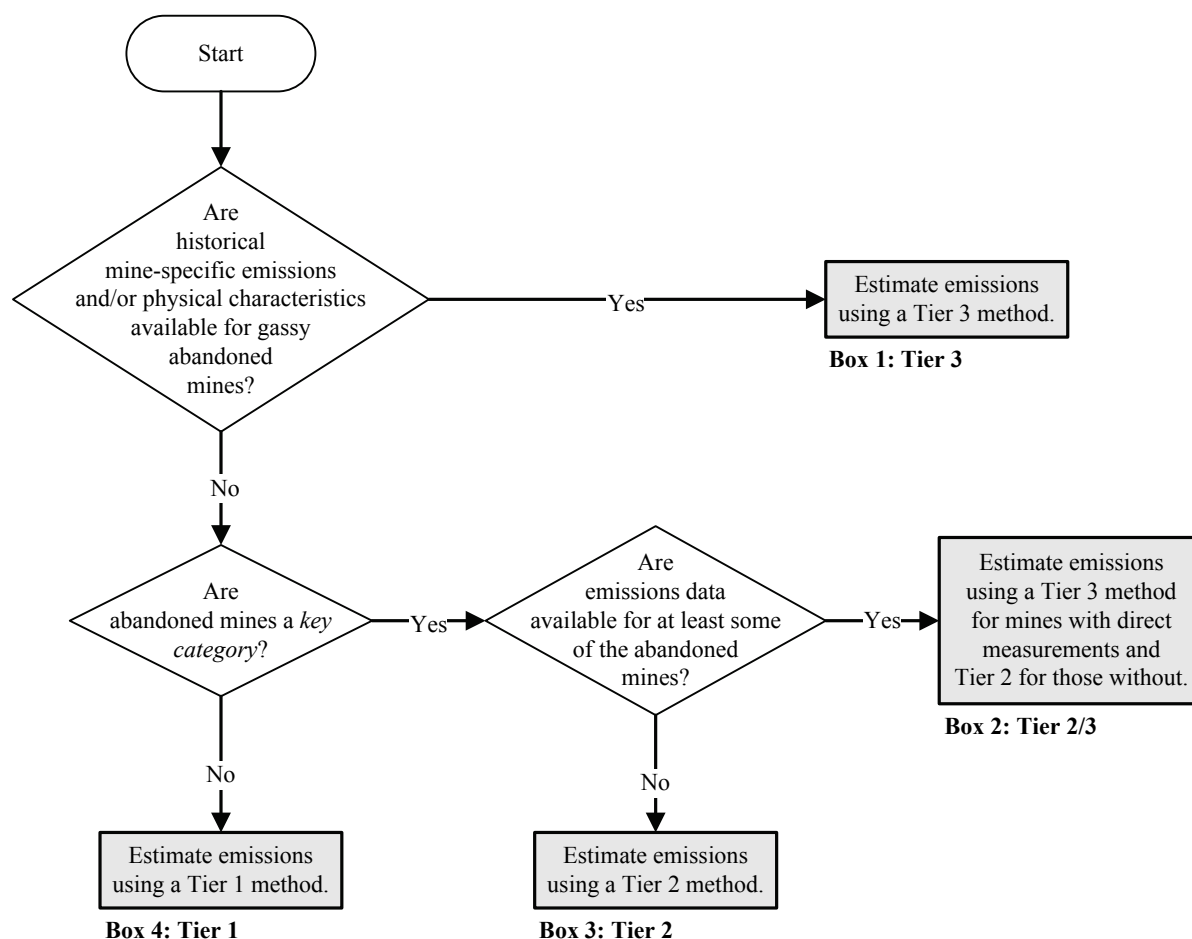 Start
Are
historical
mine-specific emissions
and/or physical characteristics
available for gassy
abandoned
mines?
Yes
Estimate emissions
using a Tier 3 method.
Box 1: Tier 3
No
Are
abandoned mines a key
category?
Yes
Are
emissions data
available for at least some
of the abandoned
mines?
Yes
Estimate emissions
using a Tier 3 method
for mines with direct
measurements and
Tier 2 for those without.
Box 2: Tier 2/3
No
No
Estimate emissions
using a Tier 1 method.
Box 4: Tier 1
Estimate emissions
using a Tier 2 method.
Box 3: Tier 2